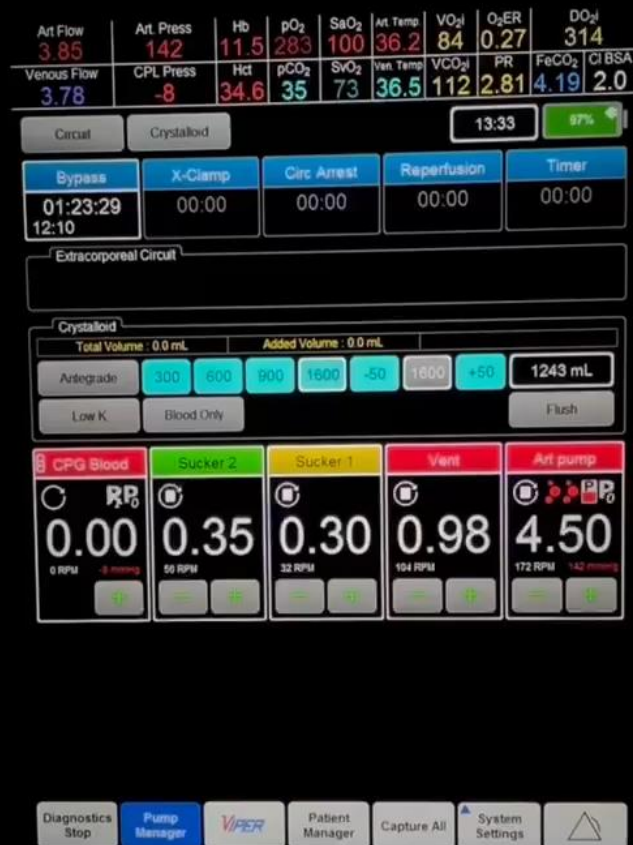 Art Flow Art. Press Hb pO₂ SaO₂ Art. Temp VO₂i O₂ER DO₂i
3.85 142 11.5 283 100 36.2 84 0.27 314
Venous Flow CPL Press Hct pCO₂ SvO₂ Ven. Temp VCO₂i PR FeCO₂ CI BSA
3.78 -8 34.6 35 73 36.5 112 2.81 4.19 2.0
Circuit Crystalloid 13:33 97%
Bypass X-Clamp Circ Arrest Reperfusion Timer
01:23:29 00:00 00:00 00:00 00:00
12:10
Extracorporeal Circuit
Crystalloid
Total Volume : 0.0 mL Added Volume : 0.0 mL
Antegrade 300 600 900 1600 -50 1600 +50 1243 mL
Low K Blood Only Flush
CPG Blood Sucker 2 Sucker 1 Vent Art pump
0.00 0.35 0.30 0.98 4.50
0 RPM -8 mmHg 50 RPM 32 RPM 104 RPM 172 RPM 142 mmHg
Diagnostics Stop Pump Manager VIPER Patient Manager Capture All System Settings